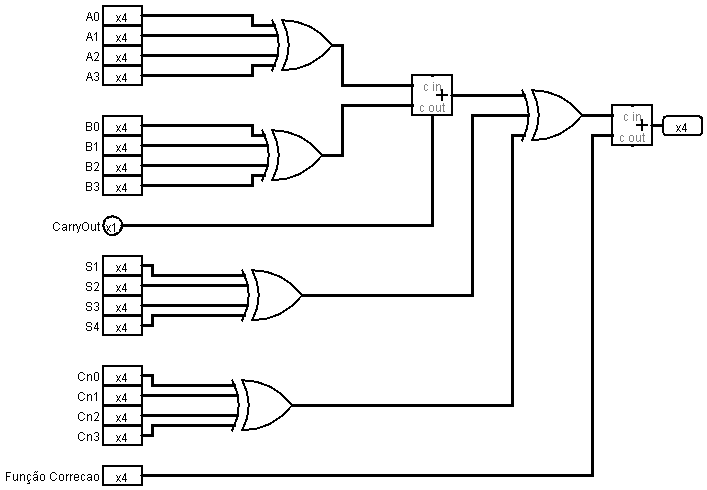 A0 x4
A1 x4
A2 x4
A3 x4
c in
+
c out
c in
+
c out
x4
B0 x4
B1 x4
B2 x4
B3 x4
CarryOut x1
S1 x4
S2 x4
S3 x4
S4 x4
Cn0 x4
Cn1 x4
Cn2 x4
Cn3 x4
Função Correcao x4